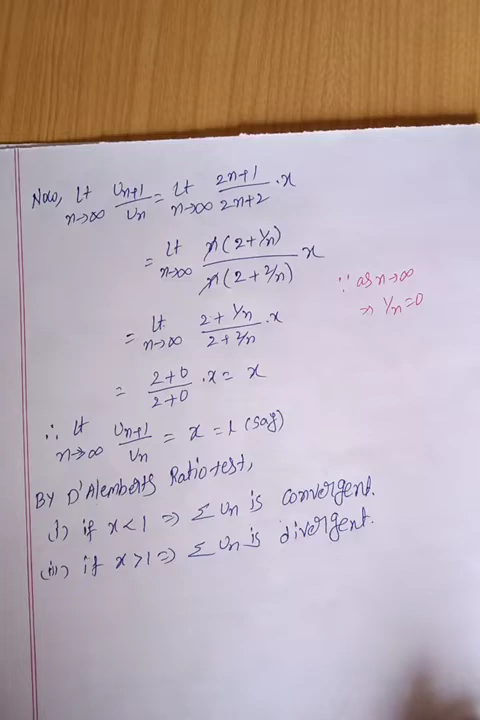 Now, Lt n→∞ Un+1/Un = Lt n→∞ 2n+1/2n+2 · x
= Lt n→∞ n(2+1/n)/n(2+2/n) x
∵ as n→∞
⇒ 1/n=0
= Lt n→∞ 2+1/n/2+2/n · x
= 2+0/2+0 · x = x
∴ Lt n→∞ Un+1/Un = x = l (say)
By D'Alembert's Ratio test,
(i) if x<1 ⇒ Σ Un is convergent.
(ii) if x>1 ⇒ Σ Un is divergent.